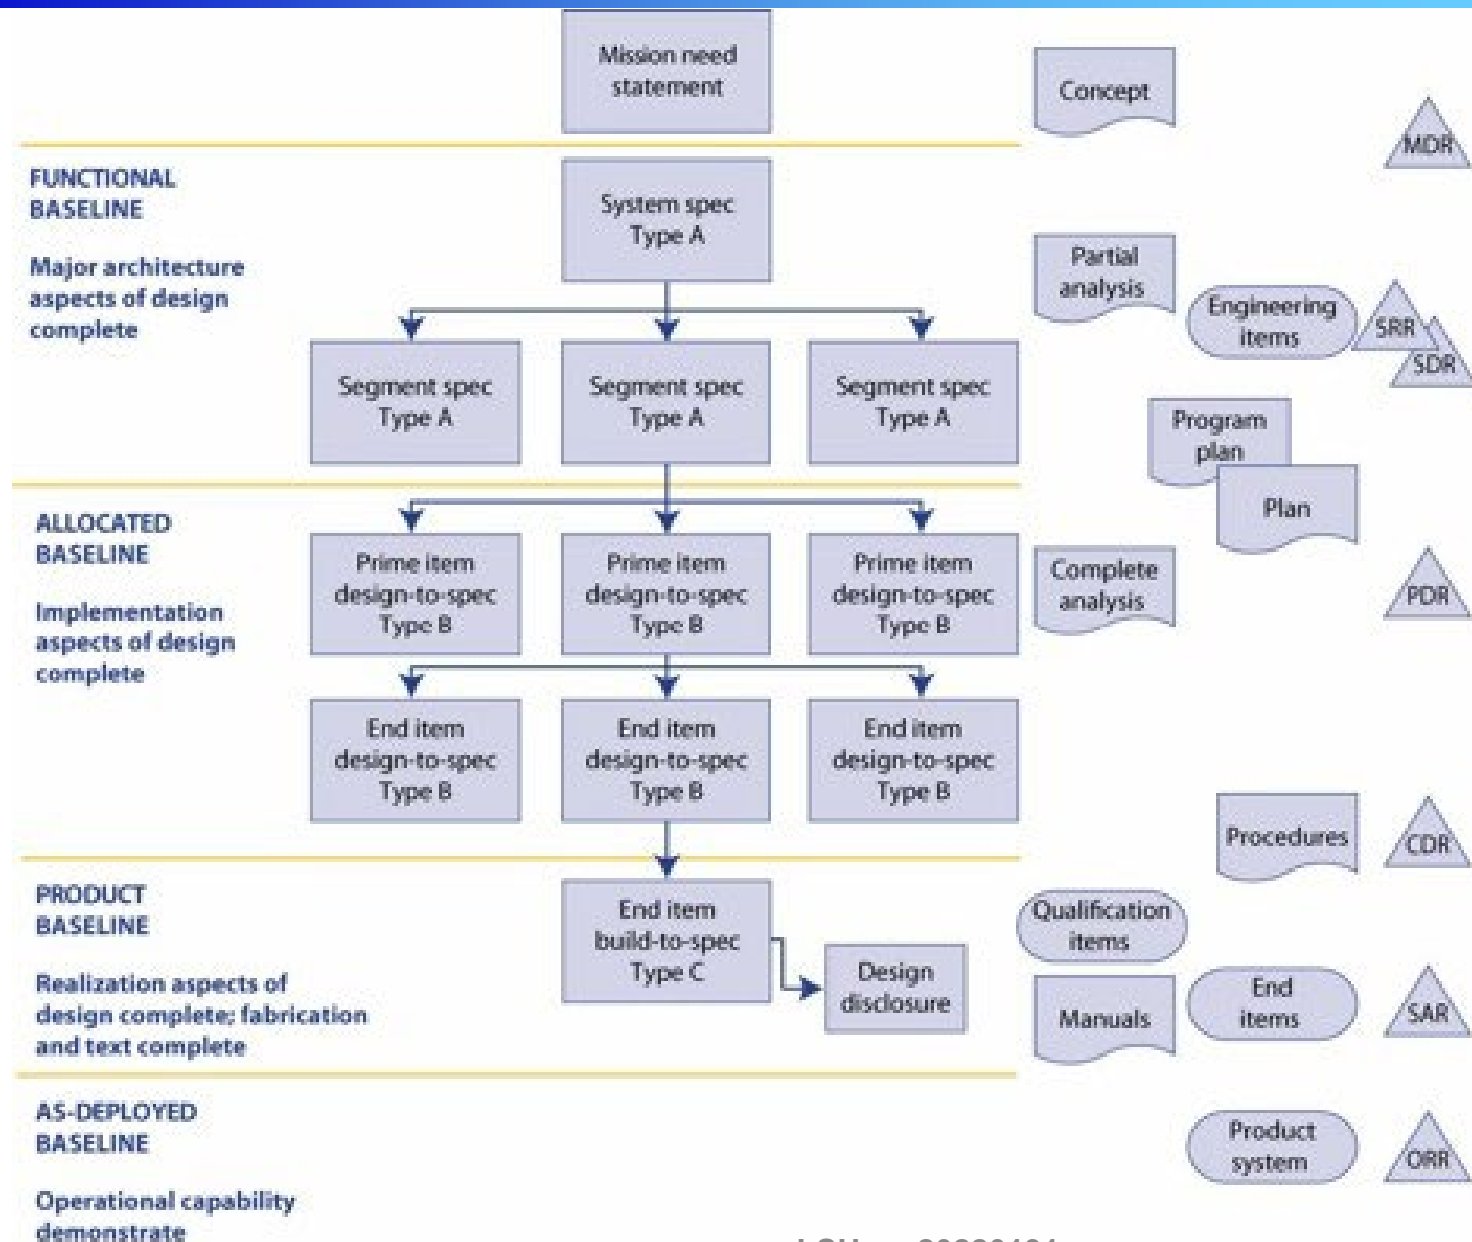 Mission need
statement
Concept
MDR
FUNCTIONAL
BASELINE
Major architecture
aspects of design
complete
System spec
Type A
Partial
analysis
Engineering
items
SRR
SDR
Segment spec
Type A
Segment spec
Type A
Segment spec
Type A
Program
plan
Plan
ALLOCATED
BASELINE
Implementation
aspects of design
complete
Prime item
design-to-spec
Type B
Prime item
design-to-spec
Type B
Prime item
design-to-spec
Type B
Complete
analysis
PDR
End item
design-to-spec
Type B
End item
design-to-spec
Type B
End item
design-to-spec
Type B
Procedures
CDR
PRODUCT
BASELINE
Realization aspects of
design complete; fabrication
and text complete
End item
build-to-spec
Type C
Design
disclosure
Qualification
items
Manuals
End
items
SAR
AS-DEPLOYED
BASELINE
Operational capability
demonstrate
Product
system
ORR